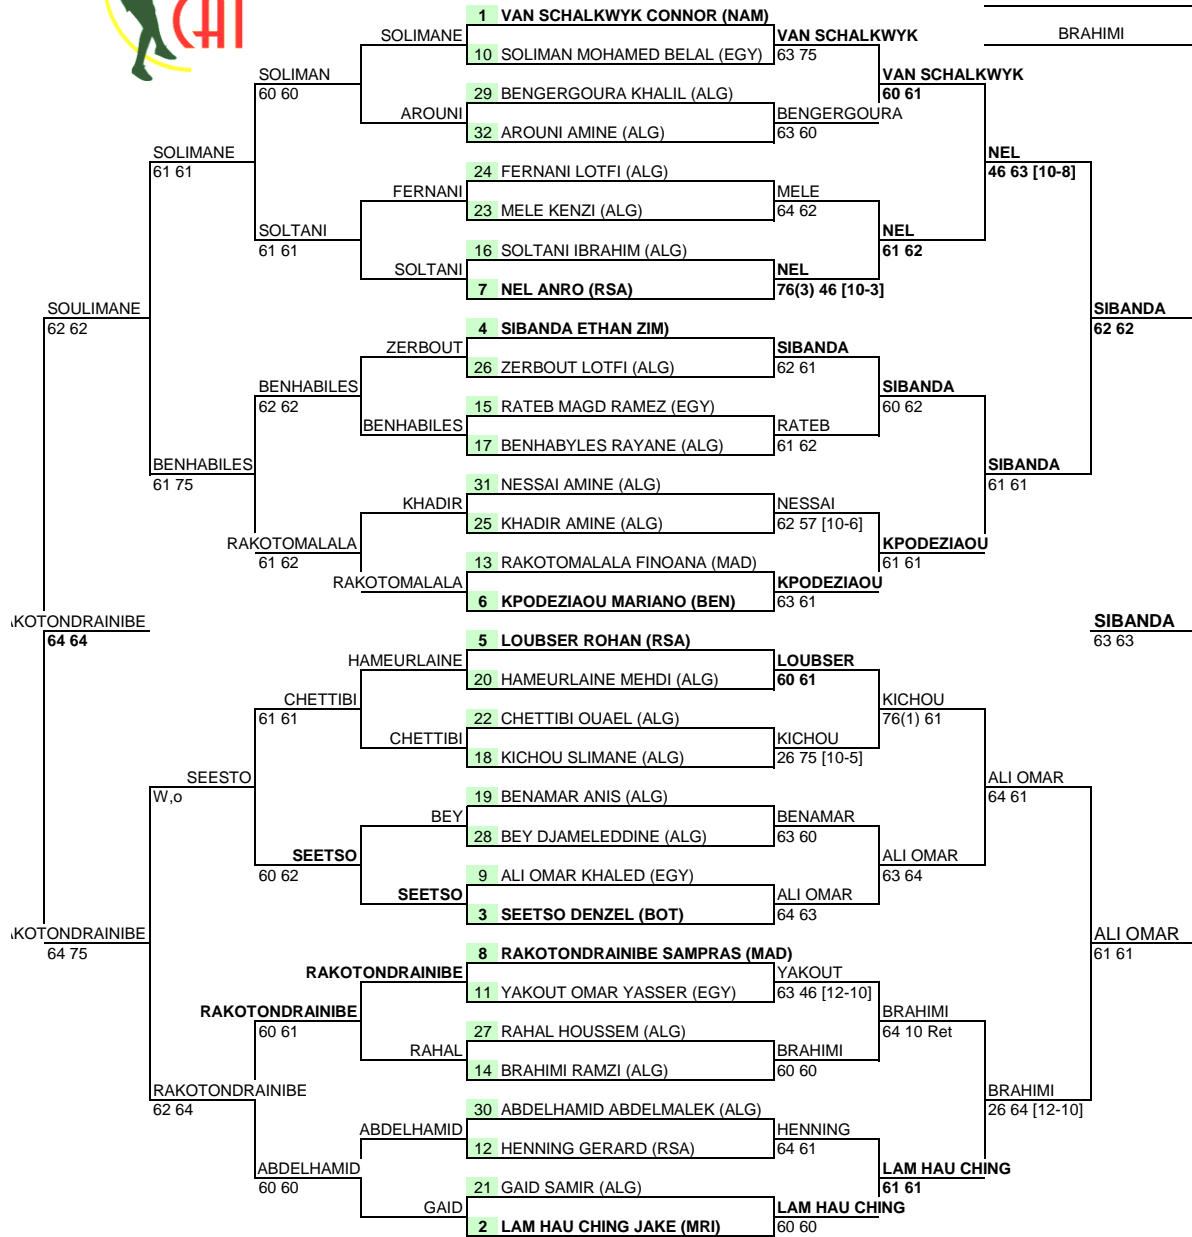 CHI
1 VAN SCHALKWYK CONNOR (NAM)
SOLIMANE VAN SCHALKWYK BRAHIMI
10 SOLIMAN MOHAMED BELAL (EGY) 63 75
SOLIMAN VAN SCHALKWYK
60 60 29 BENGERGOURA KHALIL (ALG) 60 61
AROUNI BENGERGOURA
32 AROUNI AMINE (ALG) 63 60
SOLIMANE NEL
61 61 24 FERNANI LOTFI (ALG) 46 63 [10-8]
FERNANI MELE
23 MELE KENZI (ALG) 64 62
SOLTANI NEL
61 61 16 SOLTANI IBRAHIM (ALG) 61 62
SOLTANI NEL
7 NEL ANRO (RSA) 76(3) 46 [10-3]
SOULIMANE SIBANDA
62 62 4 SIBANDA ETHAN ZIM) 62 62
ZERBOUT SIBANDA
26 ZERBOUT LOTFI (ALG) 62 61
BENHABILES SIBANDA
62 62 15 RATEB MAGD RAMEZ (EGY) 60 62
BENHABILES RATEB
17 BENHABYLES RAYANE (ALG) 61 62
BENHABILES SIBANDA
61 75 31 NESSAI AMINE (ALG) 61 61
KHADIR NESSAI
25 KHADIR AMINE (ALG) 62 57 [10-6]
RAKOTOMALALA KPODEZIAOU
61 62 13 RAKOTOMALALA FINOANA (MAD) 61 61
RAKOTOMALALA KPODEZIAOU
6 KPODEZIAOU MARIANO (BEN) 63 61
AKOTONDRAINIBE SIBANDA
64 64 5 LOUBSER ROHAN (RSA) 63 63
HAMEURLAINE LOUBSER
20 HAMEURLAINE MEHDI (ALG) 60 61
CHETTIBI KICHOU
61 61 22 CHETTIBI OUAEL (ALG) 76(1) 61
CHETTIBI KICHOU
18 KICHOU SLIMANE (ALG) 26 75 [10-5]
SEESTO ALI OMAR
W,o 19 BENAMAR ANIS (ALG) 64 61
BEY BENAMAR
28 BEY DJAMELEDDINE (ALG) 63 60
SEETSO ALI OMAR
60 62 9 ALI OMAR KHALED (EGY) 63 64
SEETSO ALI OMAR
3 SEETSO DENZEL (BOT) 64 63
AKOTONDRAINIBE ALI OMAR
64 75 8 RAKOTONDRAINIBE SAMPRAS (MAD) 61 61
RAKOTONDRAINIBE YAKOUT
11 YAKOUT OMAR YASSER (EGY) 63 46 [12-10]
RAKOTONDRAINIBE BRAHIMI
60 61 27 RAHAL HOUSSEM (ALG) 64 10 Ret
RAHAL BRAHIMI
14 BRAHIMI RAMZI (ALG) 60 60
RAKOTONDRAINIBE BRAHIMI
62 64 30 ABDELHAMID ABDELMALEK (ALG) 26 64 [12-10]
ABDELHAMID HENNING
12 HENNING GERARD (RSA) 64 61
ABDELHAMID LAM HAU CHING
60 60 21 GAID SAMIR (ALG) 61 61
GAID LAM HAU CHING
2 LAM HAU CHING JAKE (MRI) 60 60